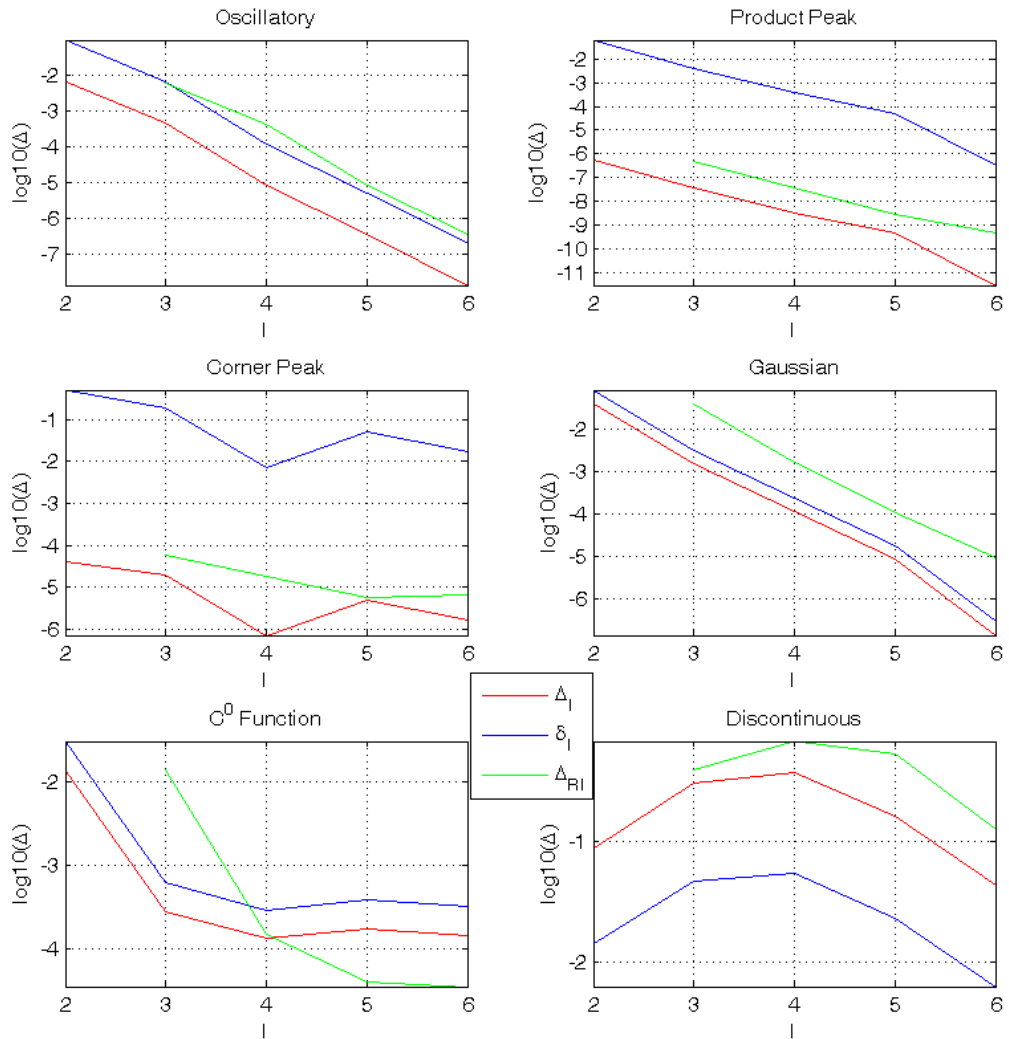 Oscillatory
-2
-3
-4
-5
-6
-7
log10(Δ)
2 3 4 5 6
l
Product Peak
-2
-3
-4
-5
-6
-7
-8
-9
-10
-11
log10(Δ)
2 3 4 5 6
l
Corner Peak
-1
-2
-3
-4
-5
-6
log10(Δ)
2 3 4 5 6
l
Gaussian
-2
-3
-4
-5
-6
log10(Δ)
2 3 4 5 6
l
C⁰ Function
-2
-3
-4
log10(Δ)
2 3 4 5 6
l
Δ_l
δ_l
Δ_Rl
Discontinuous
-1
-2
log10(Δ)
2 3 4 5 6
l